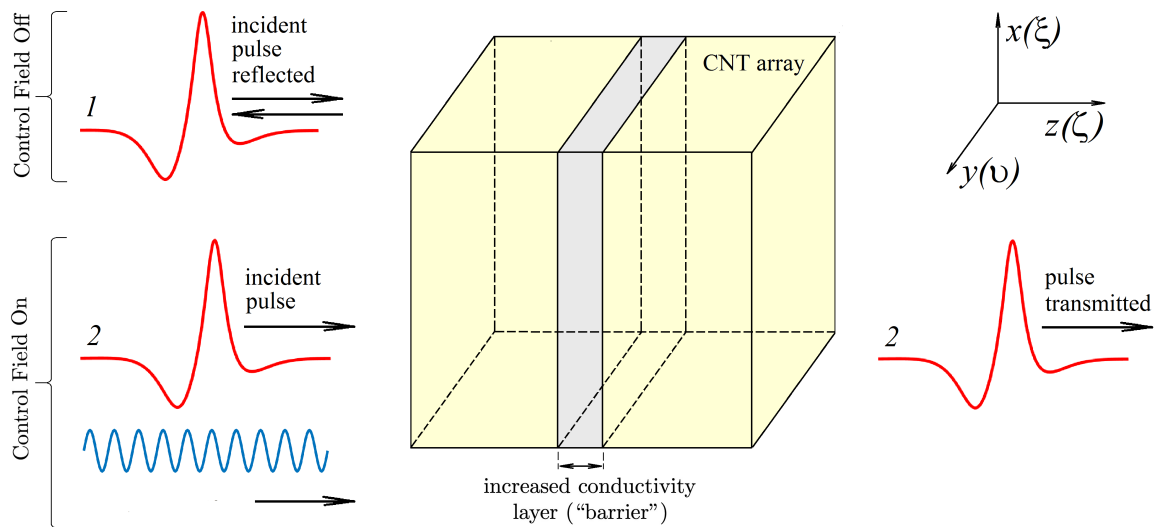 Control Field Off
1
incident
pulse
reflected
CNT array
x(ξ)
z(ζ)
y(υ)
Control Field On
2
incident
pulse
2
pulse
transmitted
increased conductivity
layer (“barrier”)